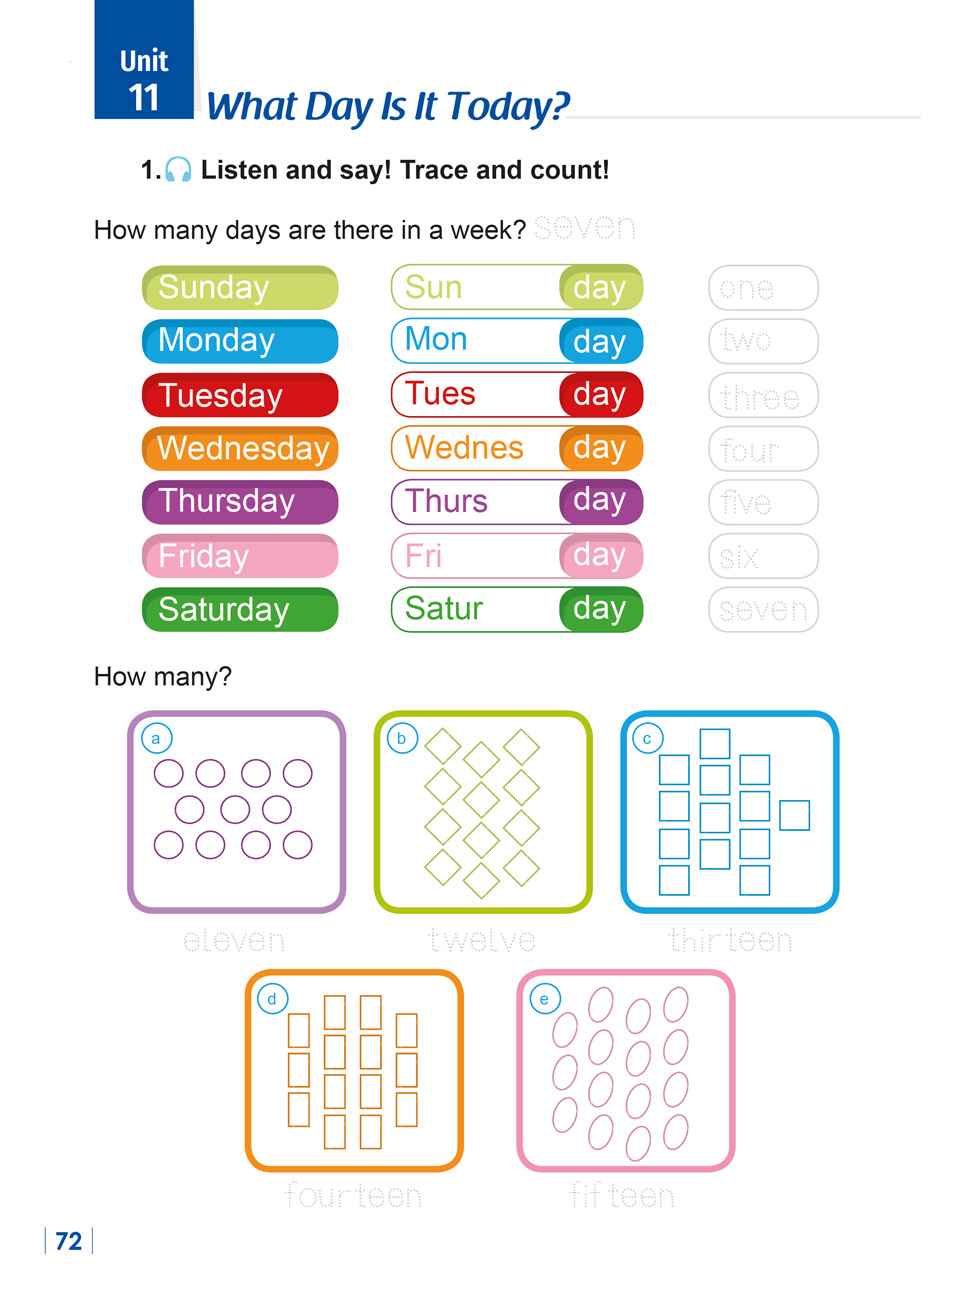 Unit
11
What Day Is It Today?
1. Listen and say! Trace and count!
How many days are there in a week? seven
Sunday Sun day one
Monday Mon day two
Tuesday Tues day three
Wednesday Wednes day four
Thursday Thurs day five
Friday Fri day six
Saturday Satur day seven
How many?
a b c
eleven twelve thirteen
d e
fourteen fifteen
72